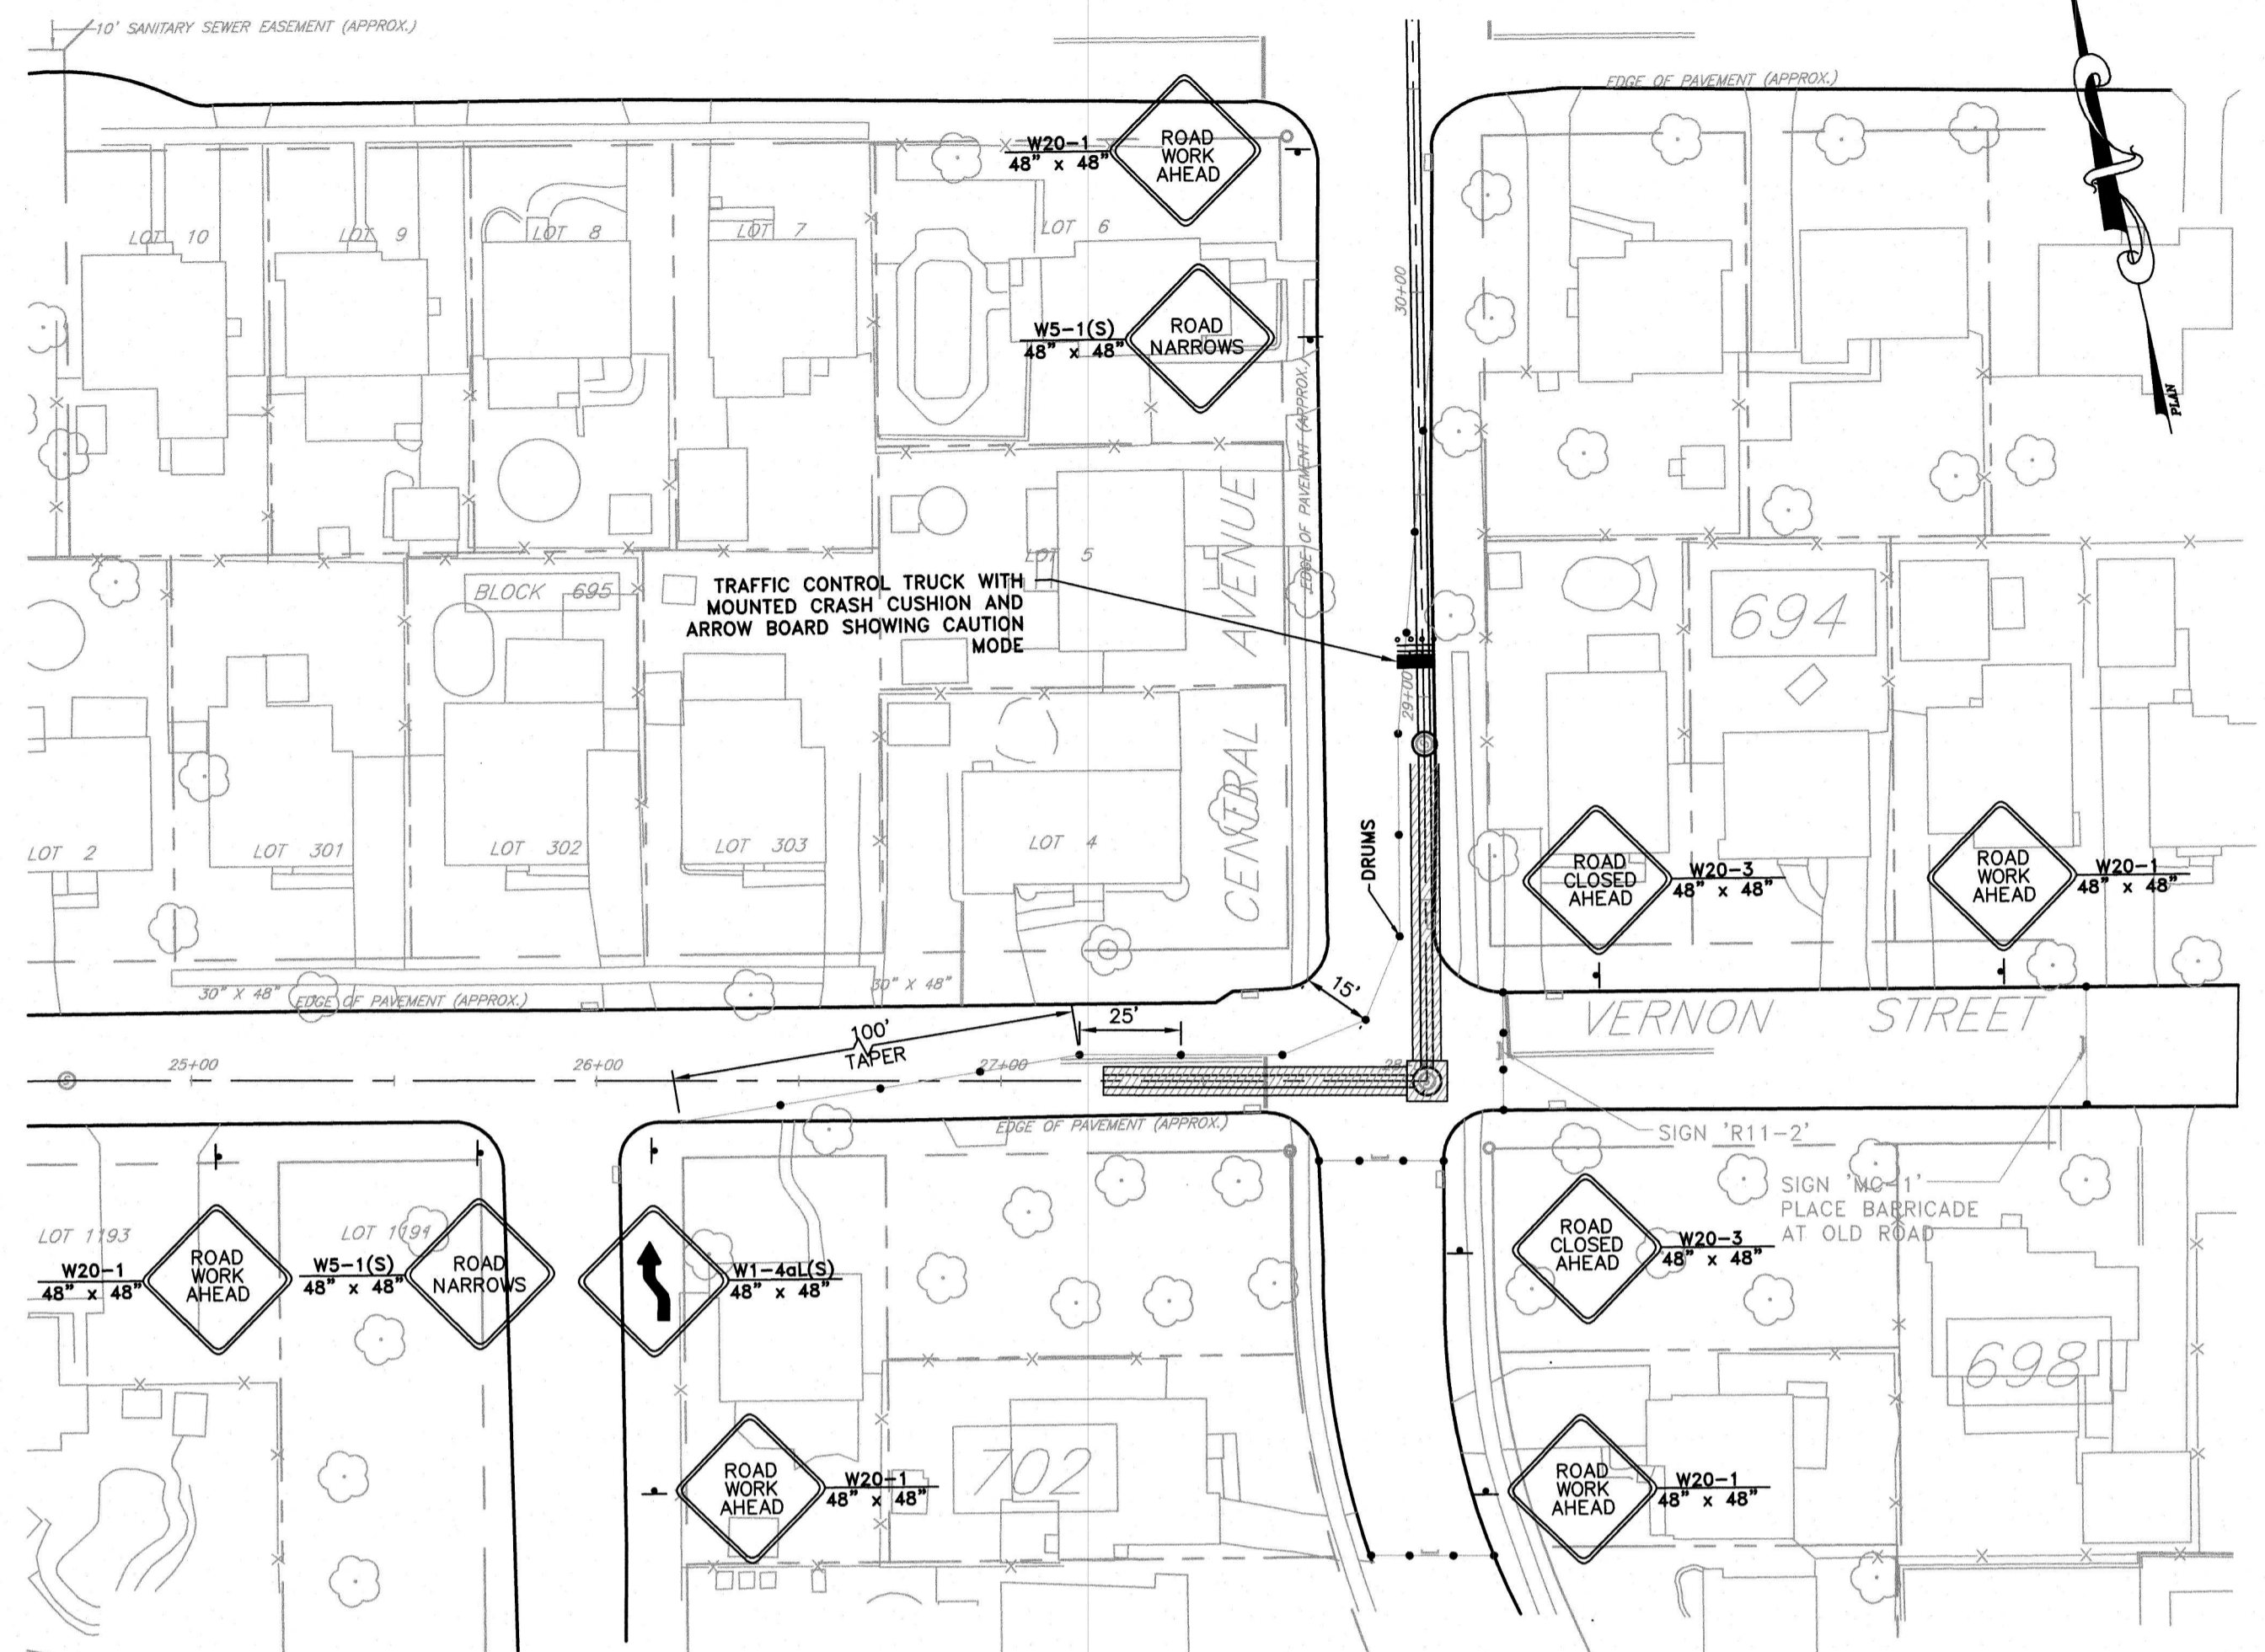 10' SANITARY SEWER EASEMENT (APPROX.)
EDGE OF PAVEMENT (APPROX.)
W20-1
48" x 48"
ROAD
WORK
AHEAD
LOT 10
LOT 9
LOT 8
LOT 7
LOT 6
W5-1(S)
48" x 48"
ROAD
NARROWS
30+00
EDGE OF PAVEMENT (APPROX.)
PLAN
CENTRAL AVENUE
LOT 5
TRAFFIC CONTROL TRUCK WITH
MOUNTED CRASH CUSHION AND
ARROW BOARD SHOWING CAUTION
MODE
BLOCK 695
694
29+00
LOT 2
LOT 301
LOT 302
LOT 303
LOT 4
DRUMS
ROAD
CLOSED
AHEAD
W20-3
48" x 48"
ROAD
WORK
AHEAD
W20-1
48" x 48"
30" X 48"
EDGE OF PAVEMENT (APPROX.)
30" X 48"
15'
25'
100'
TAPER
VERNON STREET
25+00
26+00
27+00
28
EDGE OF PAVEMENT (APPROX.)
SIGN 'R11-2'
SIGN 'MC-1'
PLACE BARRICADE
AT OLD ROAD
LOT 1193
LOT 1194
W20-1
48" x 48"
ROAD
WORK
AHEAD
W5-1(S)
48" x 48"
ROAD
NARROWS
W1-4aL(S)
48" x 48"
ROAD
CLOSED
AHEAD
W20-3
48" x 48"
698
702
ROAD
WORK
AHEAD
W20-1
48" x 48"
ROAD
WORK
AHEAD
W20-1
48" x 48"